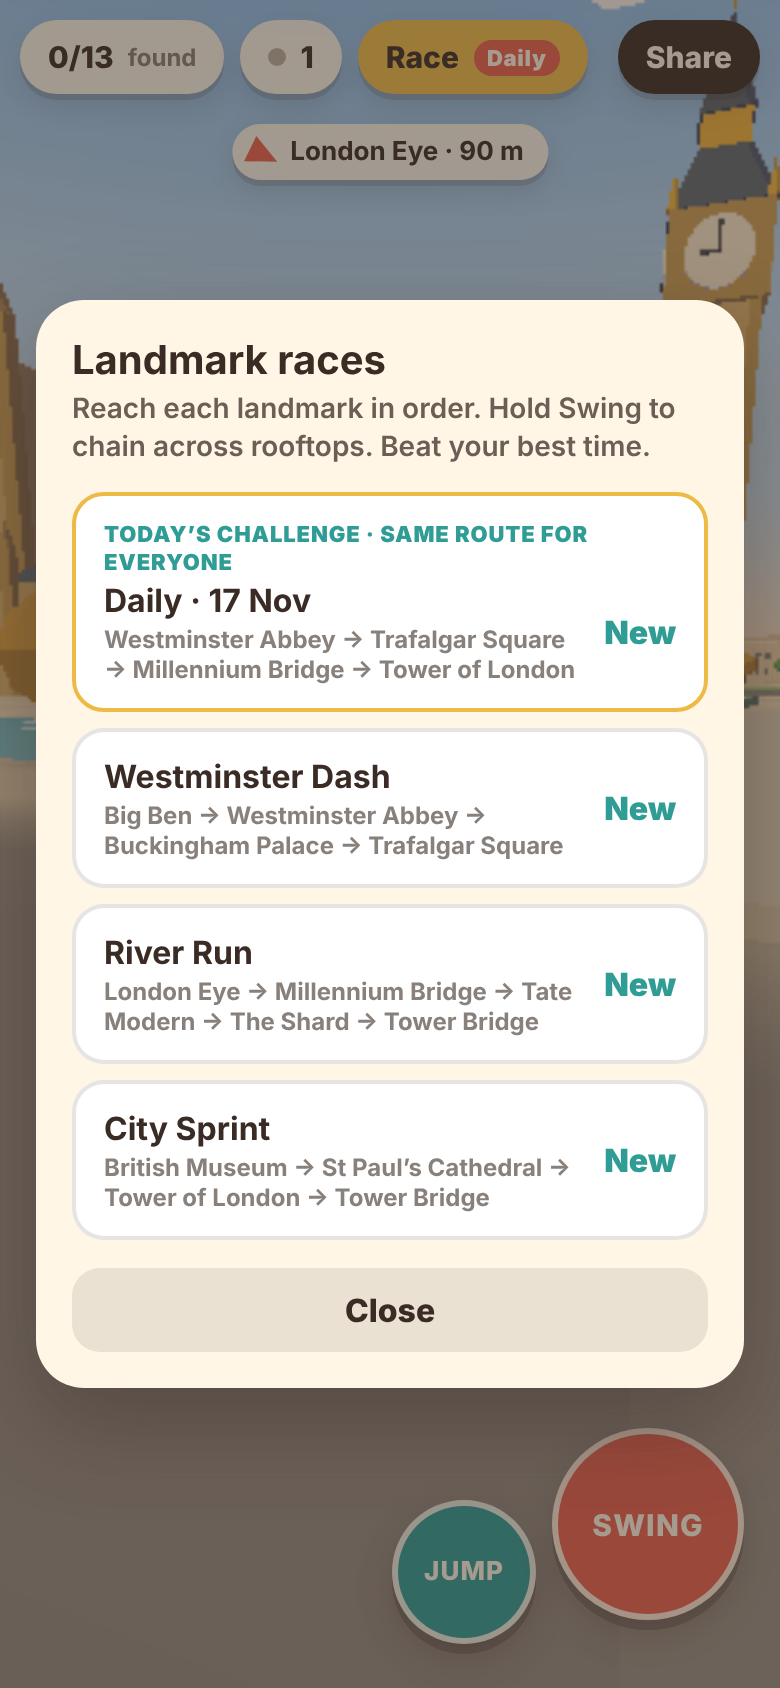 0/13 found
1
Race Daily
Share
London Eye · 90 m
Landmark races
Reach each landmark in order. Hold Swing to
chain across rooftops. Beat your best time.
TODAY’S CHALLENGE · SAME ROUTE FOR
EVERYONE
Daily · 17 Nov
Westminster Abbey → Trafalgar Square
→ Millennium Bridge → Tower of London
New
Westminster Dash
Big Ben → Westminster Abbey →
Buckingham Palace → Trafalgar Square
New
River Run
London Eye → Millennium Bridge → Tate
Modern → The Shard → Tower Bridge
New
City Sprint
British Museum → St Paul’s Cathedral →
Tower of London → Tower Bridge
New
Close
SWING
JUMP